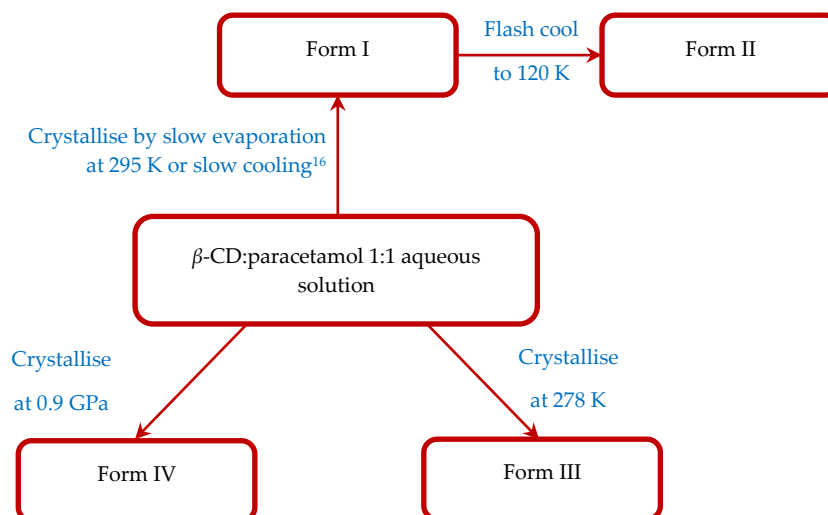 Form I
Flash cool
to 120 K
Form II
Crystallise by slow evaporation
at 295 K or slow cooling¹⁶
β-CD:paracetamol 1:1 aqueous
solution
Crystallise
at 0.9 GPa
Crystallise
at 278 K
Form IV
Form III